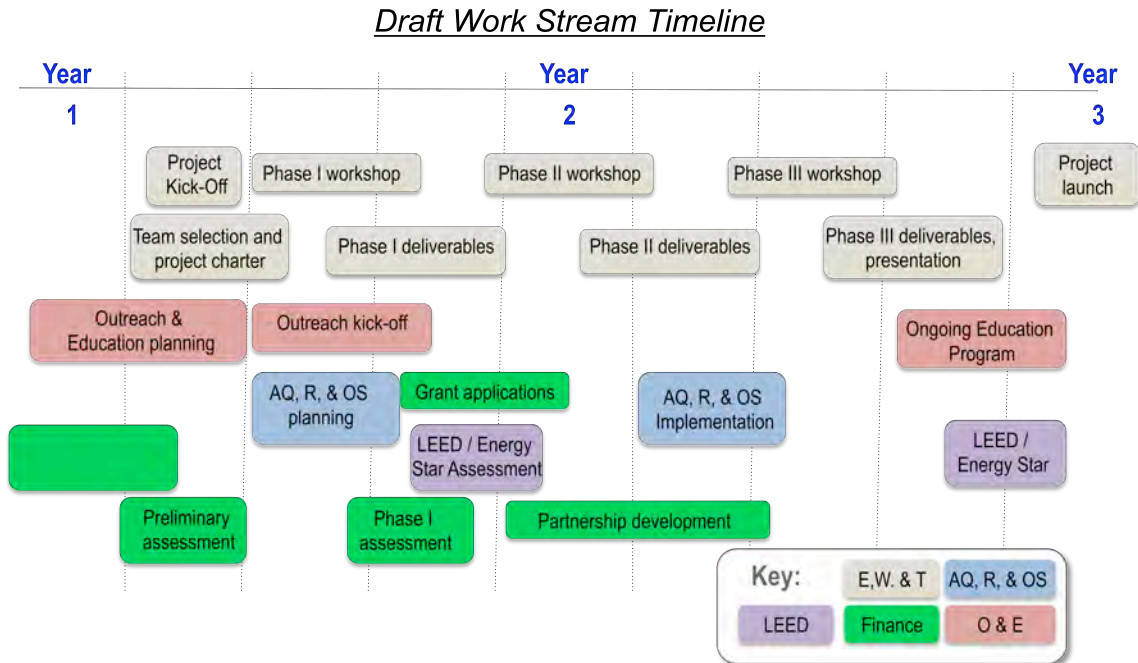 Draft Work Stream Timeline
Year
1
Year
2
Year
3
Project
Kick-Off
Phase I workshop
Phase II workshop
Phase III workshop
Project
launch
Team selection and
project charter
Phase I deliverables
Phase II deliverables
Phase III deliverables,
presentation
Outreach &
Education planning
Outreach kick-off
Ongoing Education
Program
AQ, R, & OS
planning
Grant applications
AQ, R, & OS
Implementation
LEED / Energy
Star Assessment
LEED /
Energy Star
Preliminary
assessment
Phase I
assessment
Partnership development
Key:
E,W. & T
AQ, R, & OS
LEED
Finance
O & E